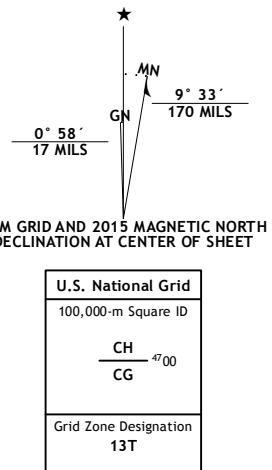 ★
MN
GN
9° 33´
170 MILS
0° 58´
17 MILS
M GRID AND 2015 MAGNETIC NORTH
DECLINATION AT CENTER OF SHEET
U.S. National Grid
100,000-m Square ID
CH
4700
CG
Grid Zone Designation
13T